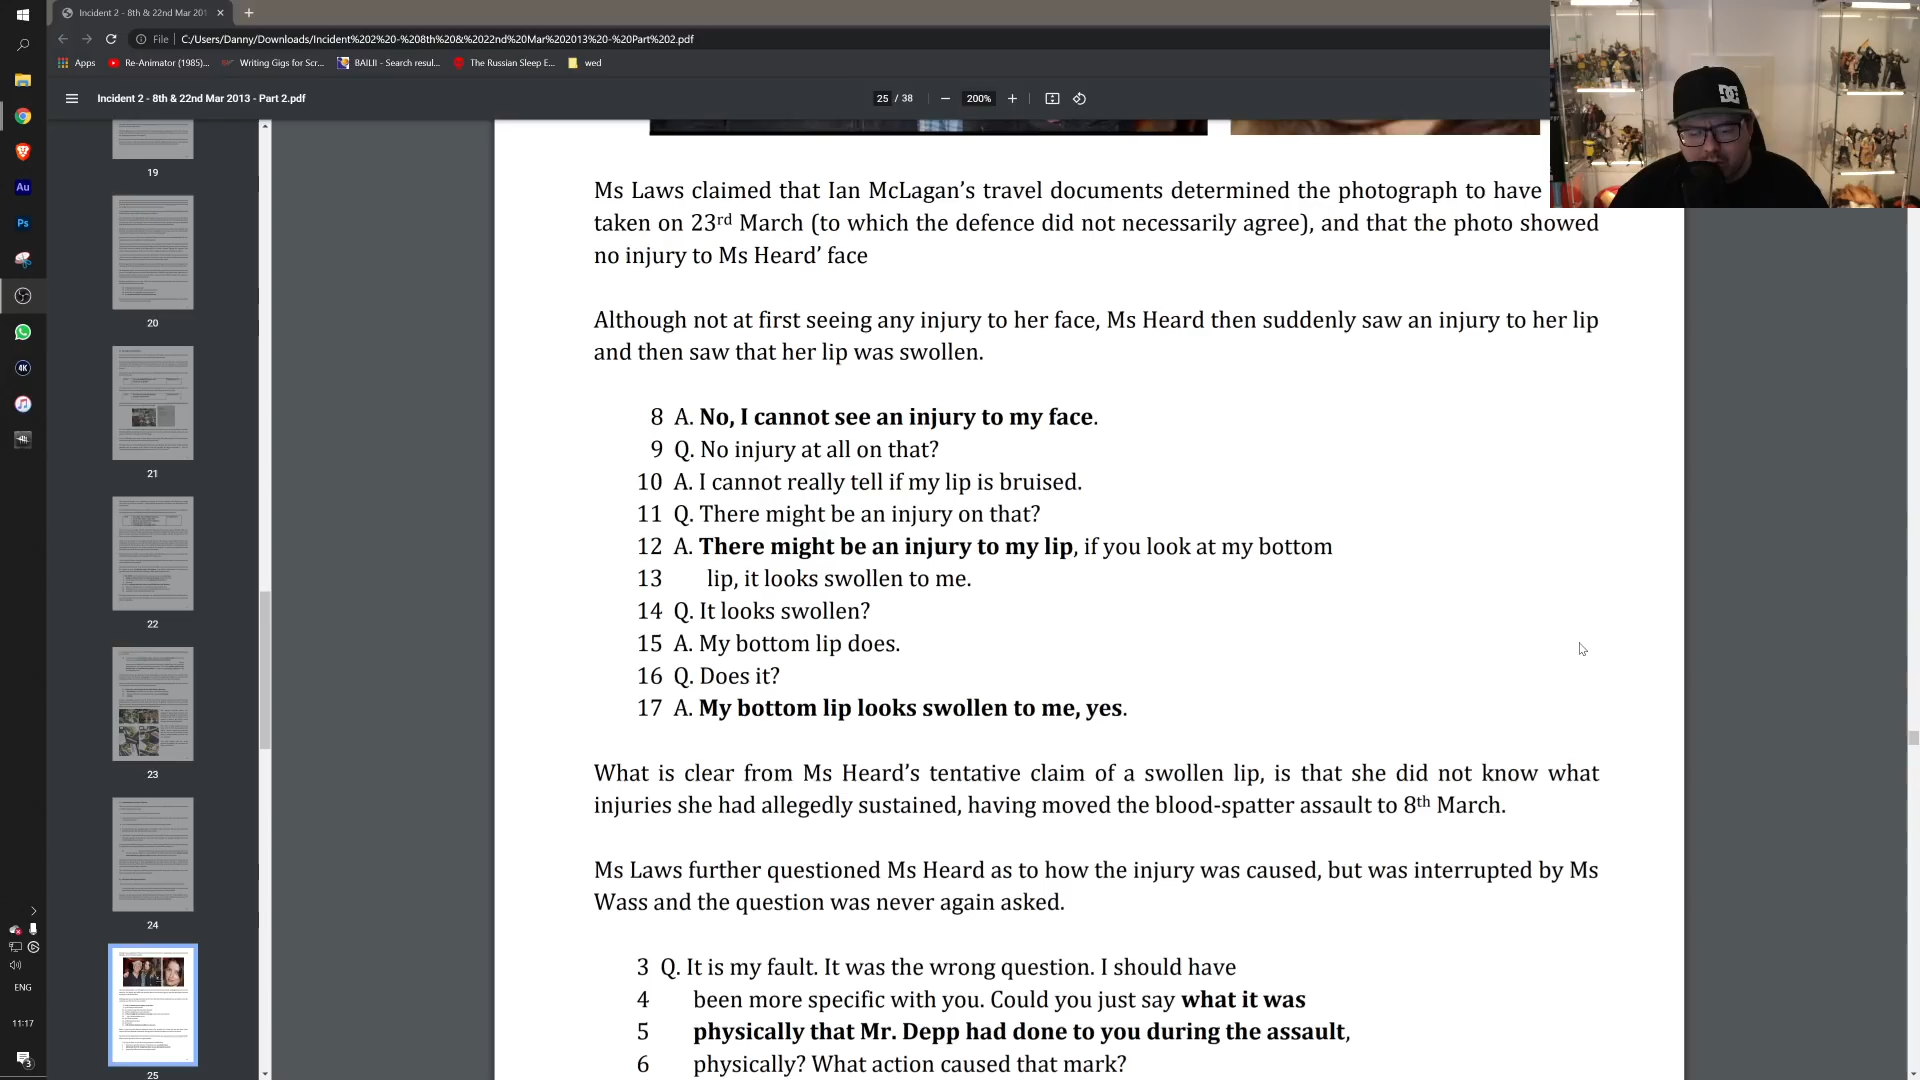 Incident 2 - 8th & 22nd Mar 201
File
C:/Users/Danny/Downloads/Incident%202%20-%208th%20&%2022nd%20Mar%202013%20-%20Part%202.pdf
Apps
Re-Animator (1985)...
Writing Gigs for Scr...
BAILII - Search resul...
The Russian Sleep E...
wed
Incident 2 - 8th & 22nd Mar 2013 - Part 2.pdf
25 / 38
200%
19
20
21
22
23
24
25
Au
Ps
4K
ENG
11:17
3
DC
Ms Laws claimed that Ian McLagan’s travel documents determined the photograph to have
taken on 23rd March (to which the defence did not necessarily agree), and that the photo showed
no injury to Ms Heard’ face
Although not at first seeing any injury to her face, Ms Heard then suddenly saw an injury to her lip
and then saw that her lip was swollen.
8 A. No, I cannot see an injury to my face.
9 Q. No injury at all on that?
10 A. I cannot really tell if my lip is bruised.
11 Q. There might be an injury on that?
12 A. There might be an injury to my lip, if you look at my bottom
13 lip, it looks swollen to me.
14 Q. It looks swollen?
15 A. My bottom lip does.
16 Q. Does it?
17 A. My bottom lip looks swollen to me, yes.
What is clear from Ms Heard’s tentative claim of a swollen lip, is that she did not know what
injuries she had allegedly sustained, having moved the blood-spatter assault to 8th March.
Ms Laws further questioned Ms Heard as to how the injury was caused, but was interrupted by Ms
Wass and the question was never again asked.
3 Q. It is my fault. It was the wrong question. I should have
4 been more specific with you. Could you just say what it was
5 physically that Mr. Depp had done to you during the assault,
6 physically? What action caused that mark?